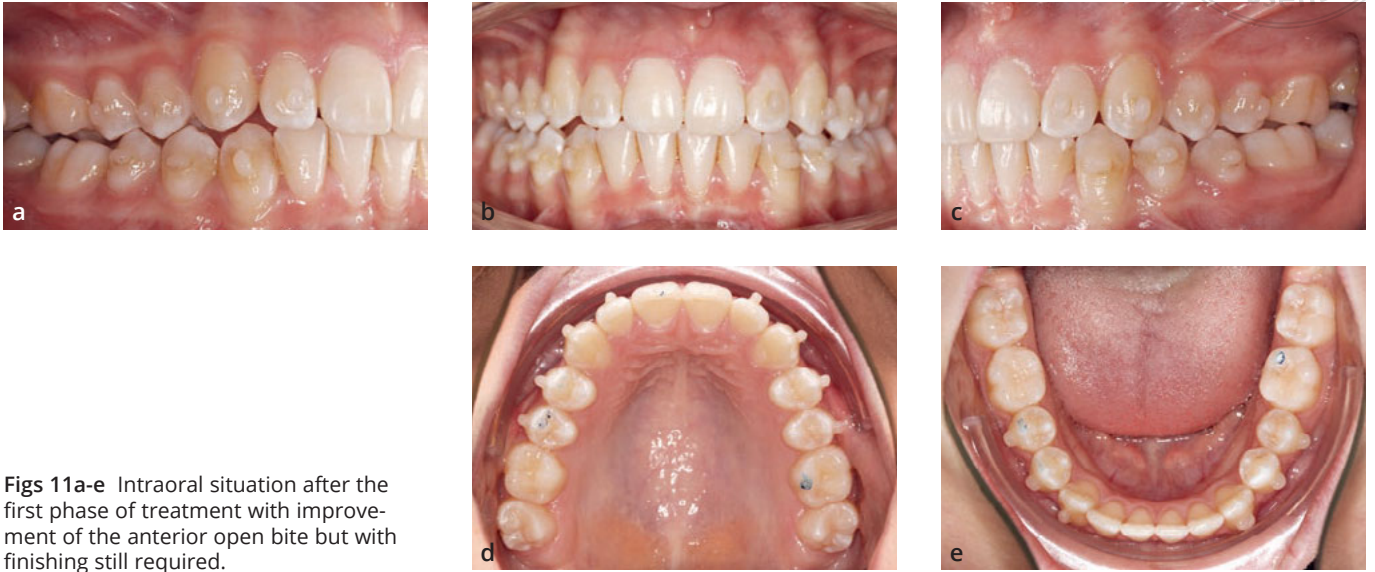 a
b
c
d
e
Figs 11a-e Intraoral situation after the
first phase of treatment with improve-
ment of the anterior open bite but with
finishing still required.